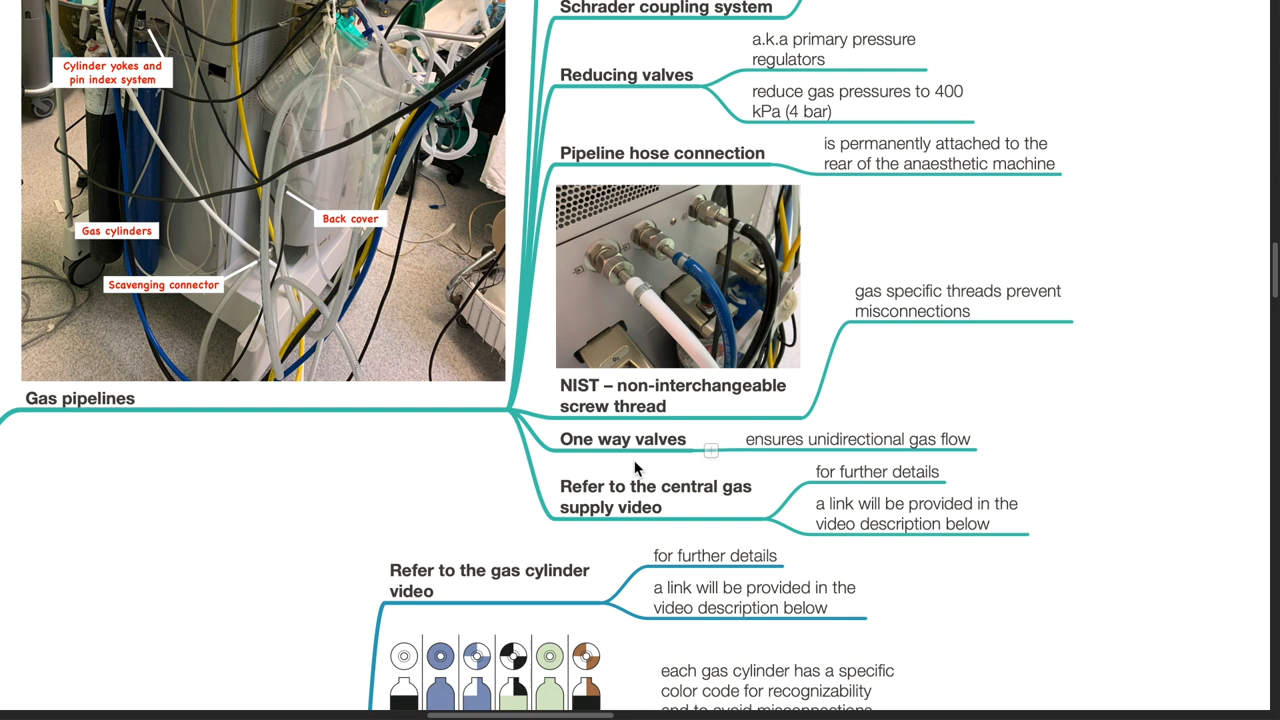 Schrader coupling system
a.k.a primary pressure
regulators
Reducing valves
reduce gas pressures to 400
kPa (4 bar)
Cylinder yokes and
pin index system
Pipeline hose connection
is permanently attached to the
rear of the anaesthetic machine
Back cover
Gas cylinders
Scavenging connector
gas specific threads prevent
misconnections
NIST – non-interchangeable
screw thread
Gas pipelines
One way valves
ensures unidirectional gas flow
Refer to the central gas
supply video
for further details
a link will be provided in the
video description below
Refer to the gas cylinder
video
for further details
a link will be provided in the
video description below
each gas cylinder has a specific
color code for recognizability
and to avoid misconnections